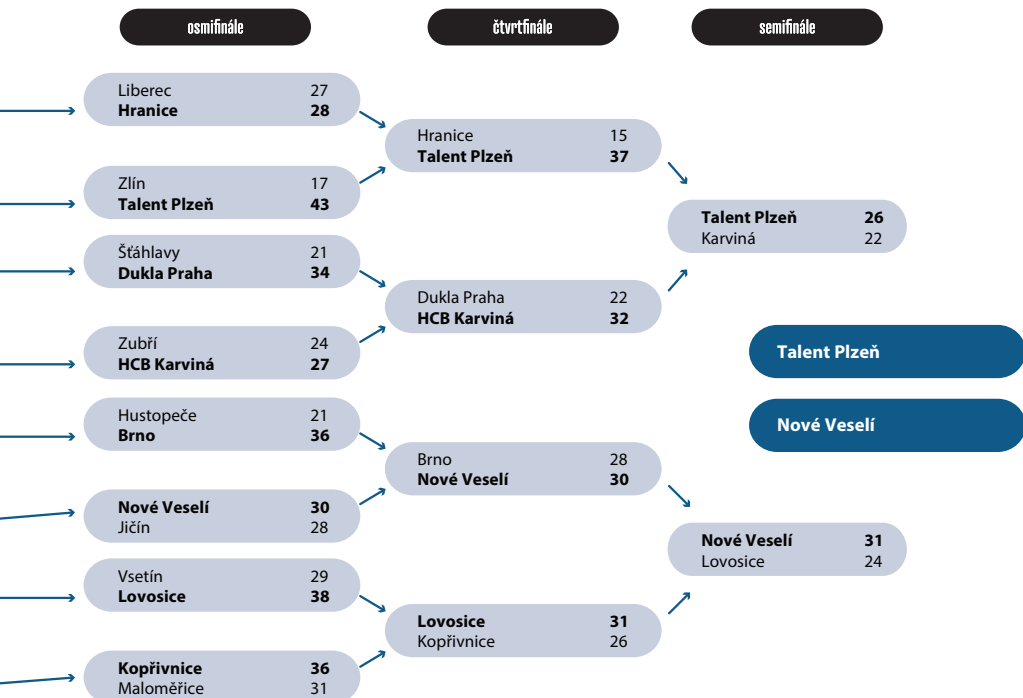 osmifinále
čtvrtfinále
semifinále
Liberec 27
Hranice 28
Zlín 17
Talent Plzeň 43
Šťáhlavy 21
Dukla Praha 34
Zubří 24
HCB Karviná 27
Hustopeče 21
Brno 36
Nové Veselí 30
Jičín 28
Vsetín 29
Lovosice 38
Kopřivnice 36
Maloměřice 31
Hranice 15
Talent Plzeň 37
Dukla Praha 22
HCB Karviná 32
Brno 28
Nové Veselí 30
Lovosice 31
Kopřivnice 26
Talent Plzeň 26
Karviná 22
Nové Veselí 31
Lovosice 24
Talent Plzeň
Nové Veselí